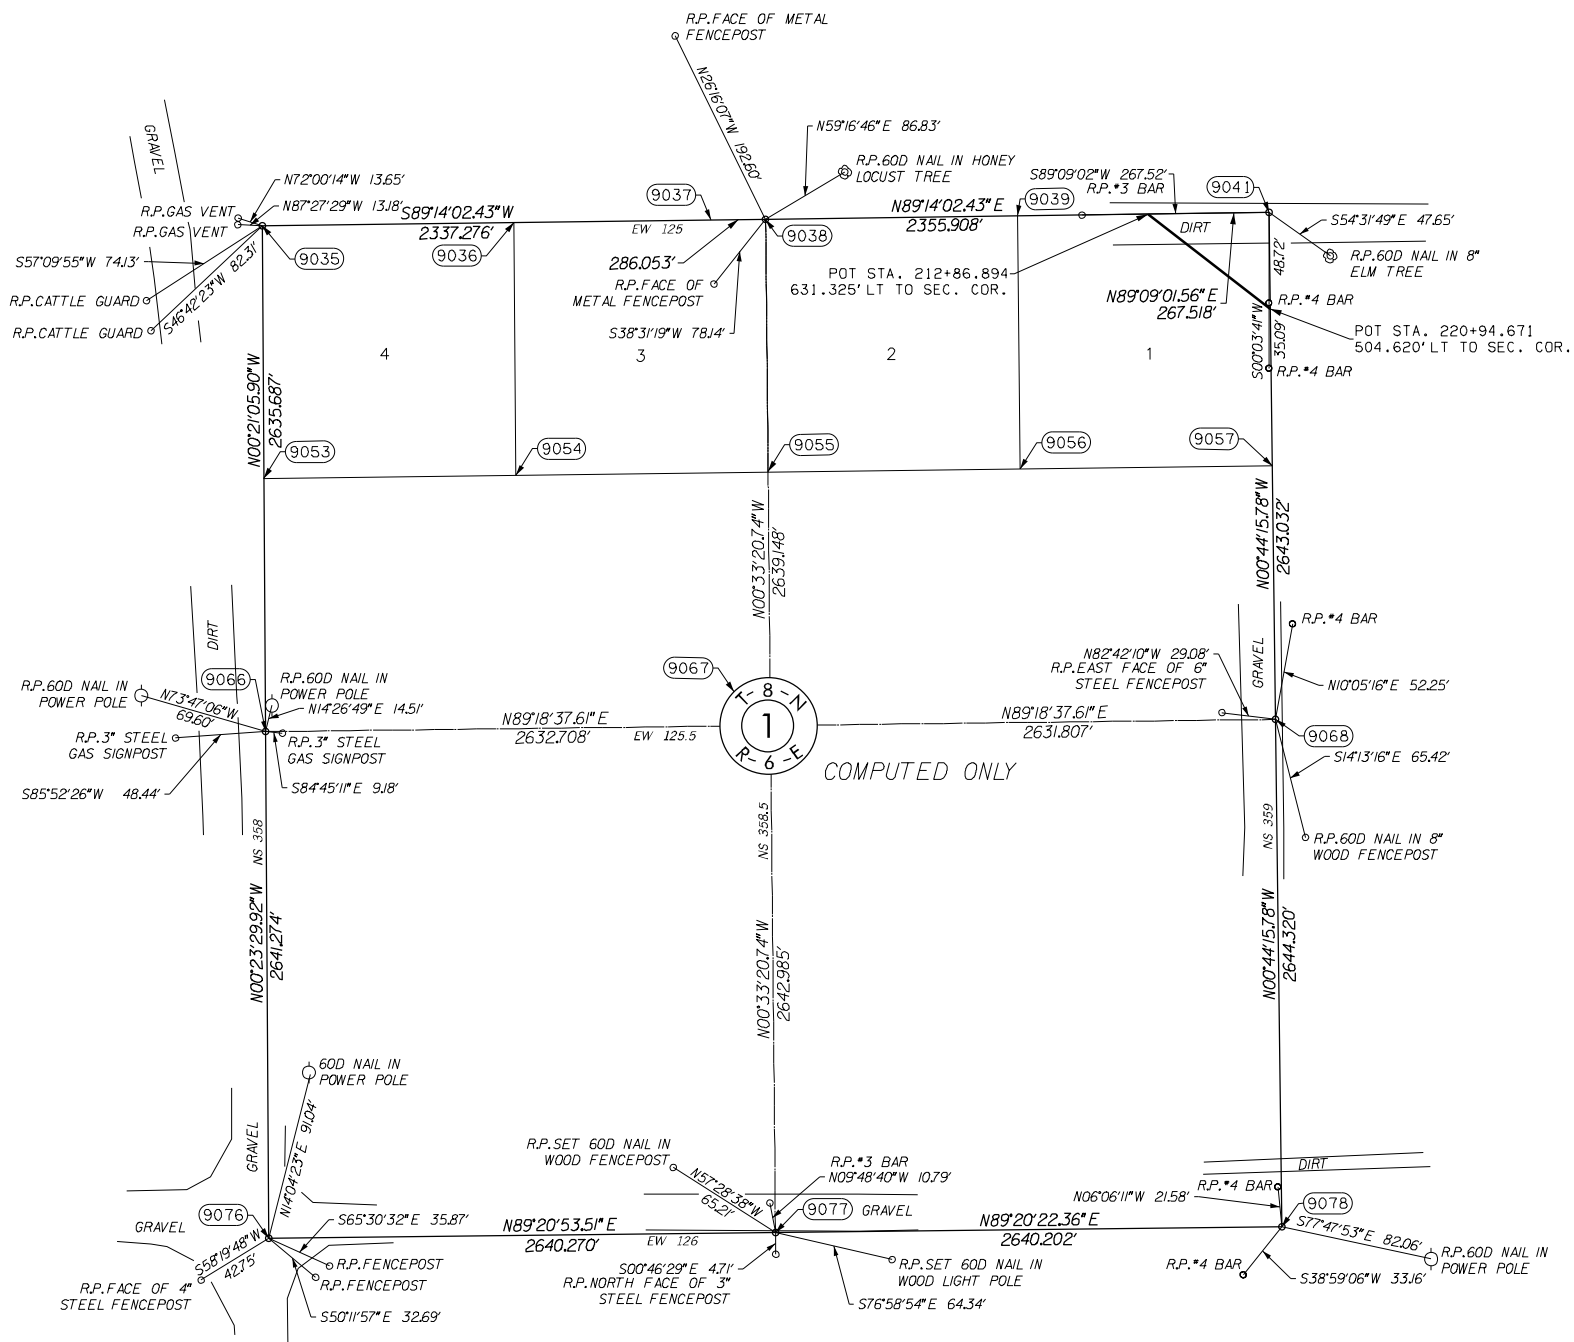 R.P. FACE OF METAL
FENCEPOST
N26°16'07"W 192.60'
N59°16'46"E 86.83'
R.P. 60D NAIL IN HONEY
LOCUST TREE
GRAVEL
N72°00'14"W 13.65'
R.P. GAS VENT
N87°27'29"W 13.18'
R.P. GAS VENT
S89°14'02.43"W
2337.276'
9037
EW 125
N89°14'02.43"E
2355.908'
S89°09'02"W 267.52'
R.P. #3 BAR
9039
9041
S54°31'49"E 47.65'
DIRT
R.P. 60D NAIL IN 8"
ELM TREE
S57°09'55"W 74.13'
R.P. CATTLE GUARD
S46°42'23"W 82.31'
R.P. CATTLE GUARD
9035
9036
286.053'
9038
R.P. FACE OF
METAL FENCEPOST
S38°31'19"W 78.14'
POT STA. 212+86.894
631.325' LT TO SEC. COR.
N89°09'01.56"E
267.518'
48.72'
R.P. #4 BAR
S00°03'41"W
35.09'
R.P. #4 BAR
POT STA. 220+94.671
504.620' LT TO SEC. COR.
4
3
2
1
N00°21'05.90"W
2635.687'
9053
9054
9055
9056
9057
N00°33'20.74"W
2639.148'
N00°44'15.78"W
2643.032'
DIRT
R.P. 60D NAIL IN
POWER POLE
N73°47'06"W
69.60'
9066
R.P. 60D NAIL IN
POWER POLE
N14°26'49"E 14.51'
R.P. 3" STEEL
GAS SIGNPOST
R.P. 3" STEEL
GAS SIGNPOST
S85°52'26"W 48.44'
S84°45'11"E 9.18'
N89°18'37.61"E
2632.708'
EW 125.5
9067
T-8-N
1
R-6-E
COMPUTED ONLY
N89°18'37.61"E
2631.807'
N82°42'10"W 29.08'
R.P. EAST FACE OF 6"
STEEL FENCEPOST
GRAVEL
R.P. #4 BAR
N10°05'16"E 52.25'
9068
S14°13'16"E 65.42'
R.P. 60D NAIL IN 8"
WOOD FENCEPOST
NS 358
NS 358.5
NS 359
N00°23'29.92"W
2641.274'
N00°33'20.74"W
2642.985'
N00°44'15.78"W
2644.320'
60D NAIL IN
POWER POLE
N14°04'23"E 91.04'
GRAVEL
R.P. SET 60D NAIL IN
WOOD FENCEPOST
N57°28'38"W
65.21'
R.P. #3 BAR
N09°48'40"W 10.79'
DIRT
R.P. #4 BAR
N06°06'11"W 21.58'
9076
GRAVEL
S65°30'32"E 35.87'
N89°20'53.51"E
2640.270'
EW 126
9077
GRAVEL
N89°20'22.36"E
2640.202'
9078
S77°47'53"E 82.06'
R.P. 60D NAIL IN
POWER POLE
S58°19'48"W
42.75'
R.P. FACE OF 4"
STEEL FENCEPOST
R.P. FENCEPOST
R.P. FENCEPOST
S50°11'57"E 32.69'
S00°46'29"E 4.71'
R.P. NORTH FACE OF 3"
STEEL FENCEPOST
R.P. SET 60D NAIL IN
WOOD LIGHT POLE
S76°58'54"E 64.34'
R.P. #4 BAR
S38°59'06"W 33.16'